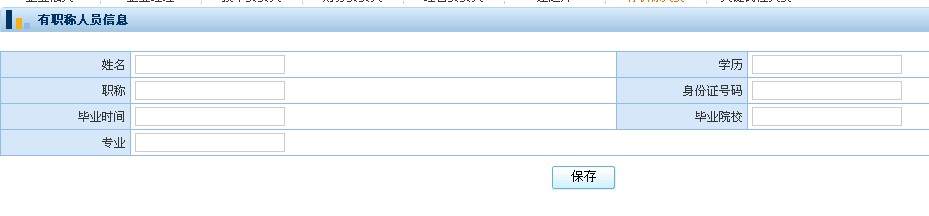 有职称人员信息
姓名 学历
职称 身份证号码
毕业时间 毕业院校
专业
保存